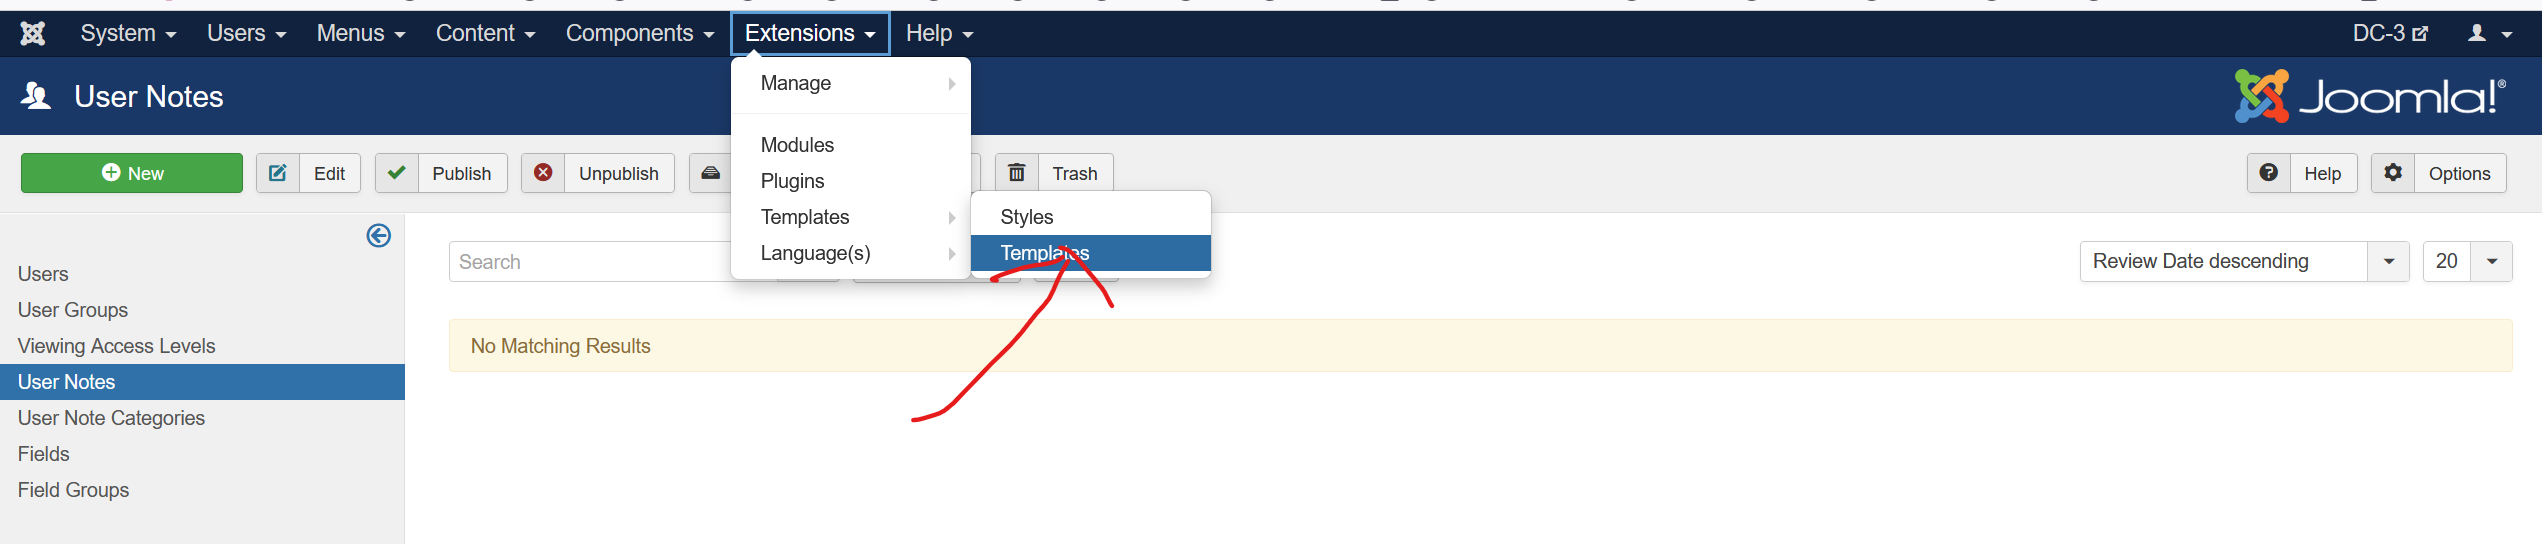 System Users Menus Content Components Extensions Help DC-3
User Notes Joomla!®
Manage
Modules
Plugins
Templates
Language(s)
Styles
Templates
New Edit Publish Unpublish Trash Help Options
Search Review Date descending 20
Users
User Groups
Viewing Access Levels
User Notes
User Note Categories
Fields
Field Groups
No Matching Results